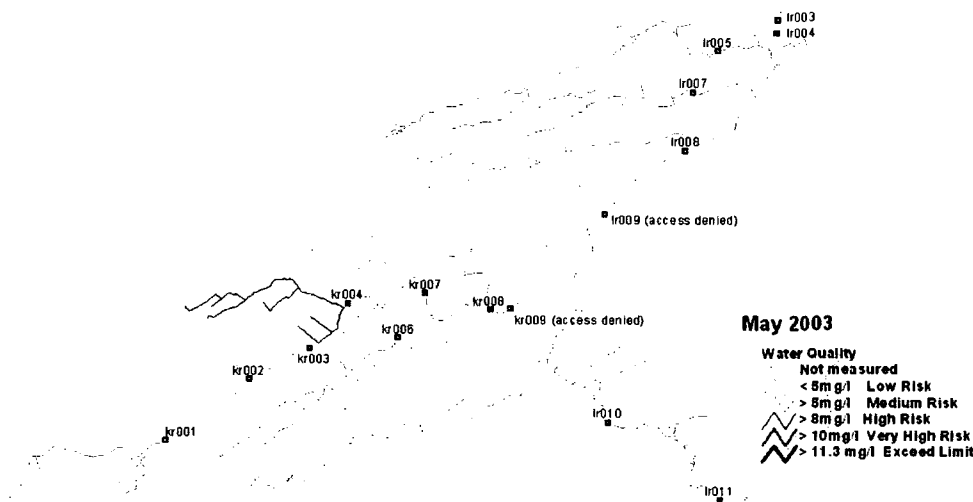 lr003
lr004
lr005
lr007
lr008
lr009 (access denied)
kr007
kr004
kr008
kr009 (access denied)
kr006
kr003
kr002
kr001
lr010
lr011
May 2003
Water Quality
Not measured
< 5mg/l Low Risk
> 5mg/l Medium Risk
> 8mg/l High Risk
> 10mg/l Very High Risk
> 11.3 mg/l Exceed Limit